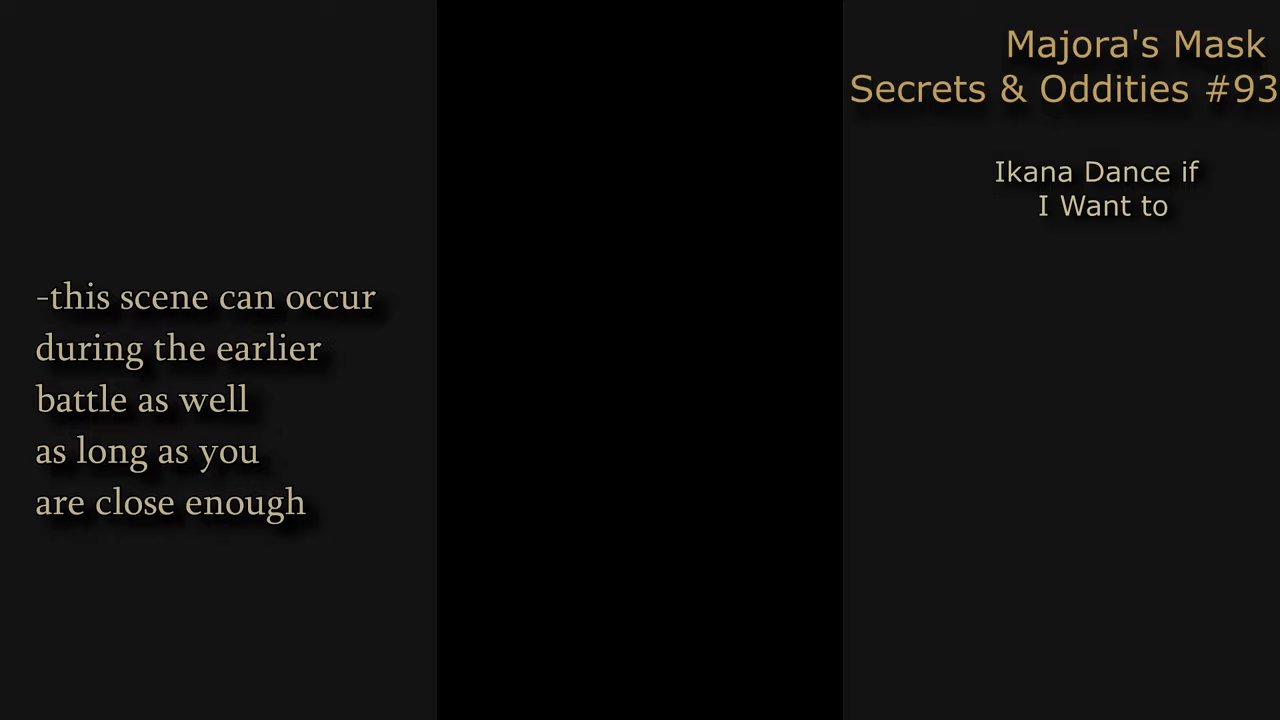 Majora's Mask
Secrets & Oddities #93
Ikana Dance if
I Want to
-this scene can occur
during the earlier
battle as well
as long as you
are close enough